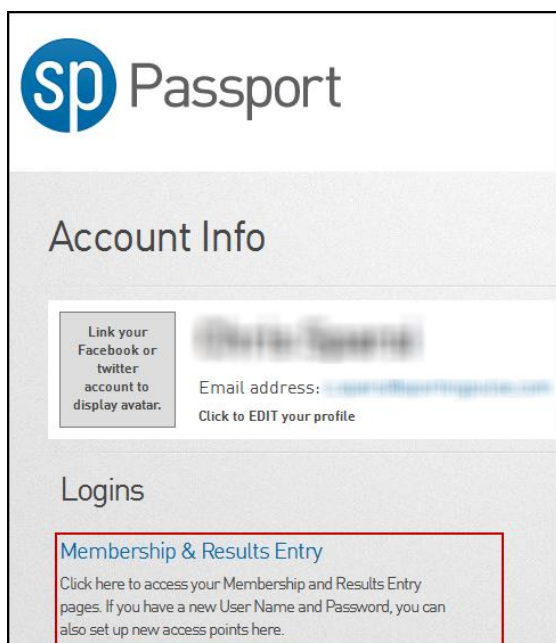 sp Passport
Account Info
Link your
Facebook or
twitter
account to
display avatar.
Email address:
Click to EDIT your profile
Logins
Membership & Results Entry
Click here to access your Membership and Results Entry
pages. If you have a new User Name and Password, you can
also set up new access points here.